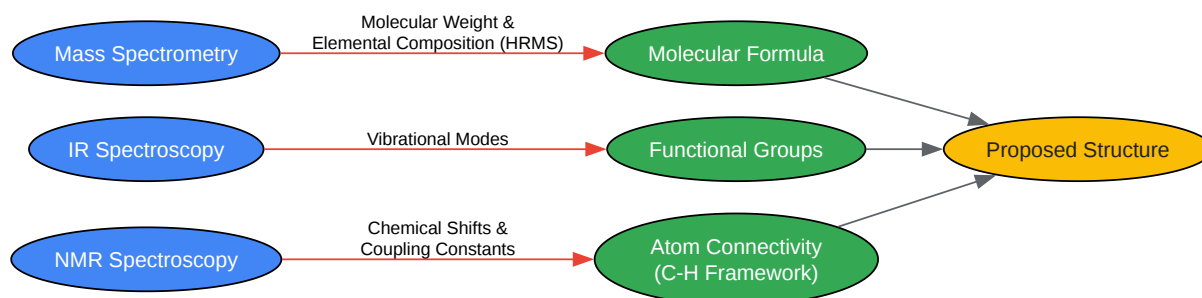 Mass Spectrometry
Molecular Weight &
Elemental Composition (HRMS)
Molecular Formula
IR Spectroscopy
Vibrational Modes
Functional Groups
Proposed Structure
NMR Spectroscopy
Chemical Shifts &
Coupling Constants
Atom Connectivity
(C-H Framework)